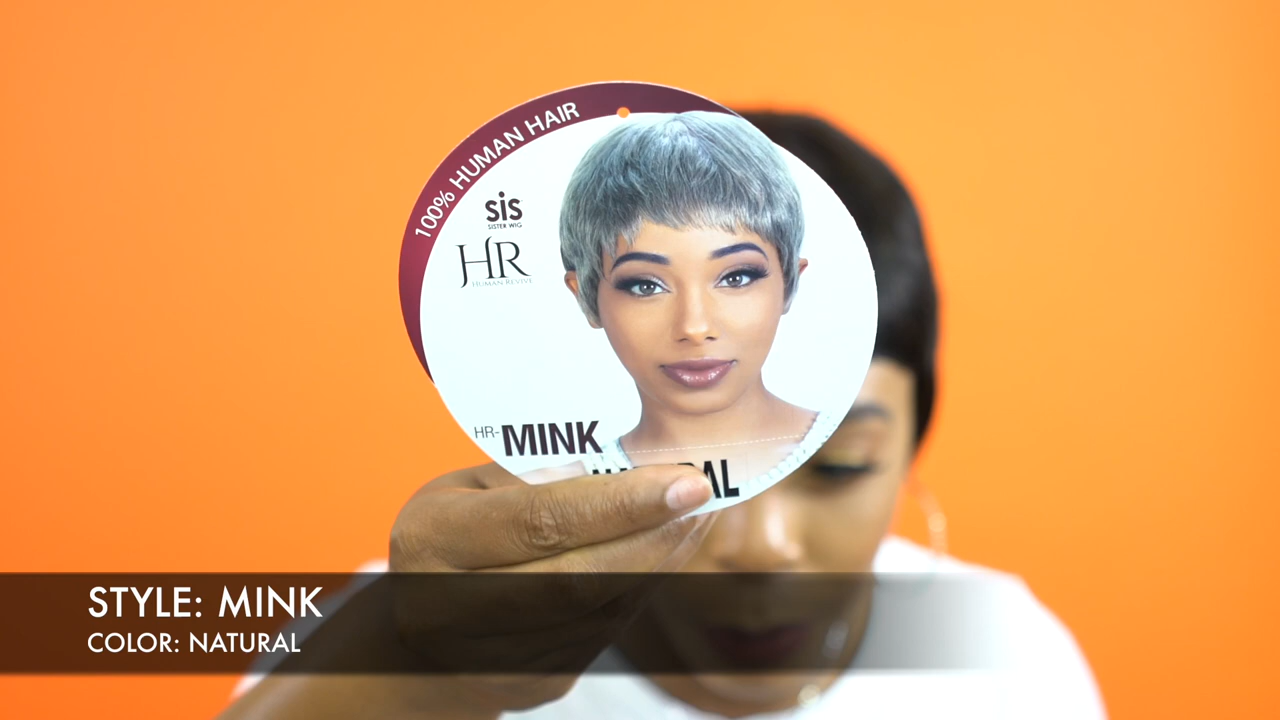 100% HUMAN HAIR
sis
SISTER WIG
HR
HUMAN REVIVE
HR-MINK
STYLE: MINK
COLOR: NATURAL